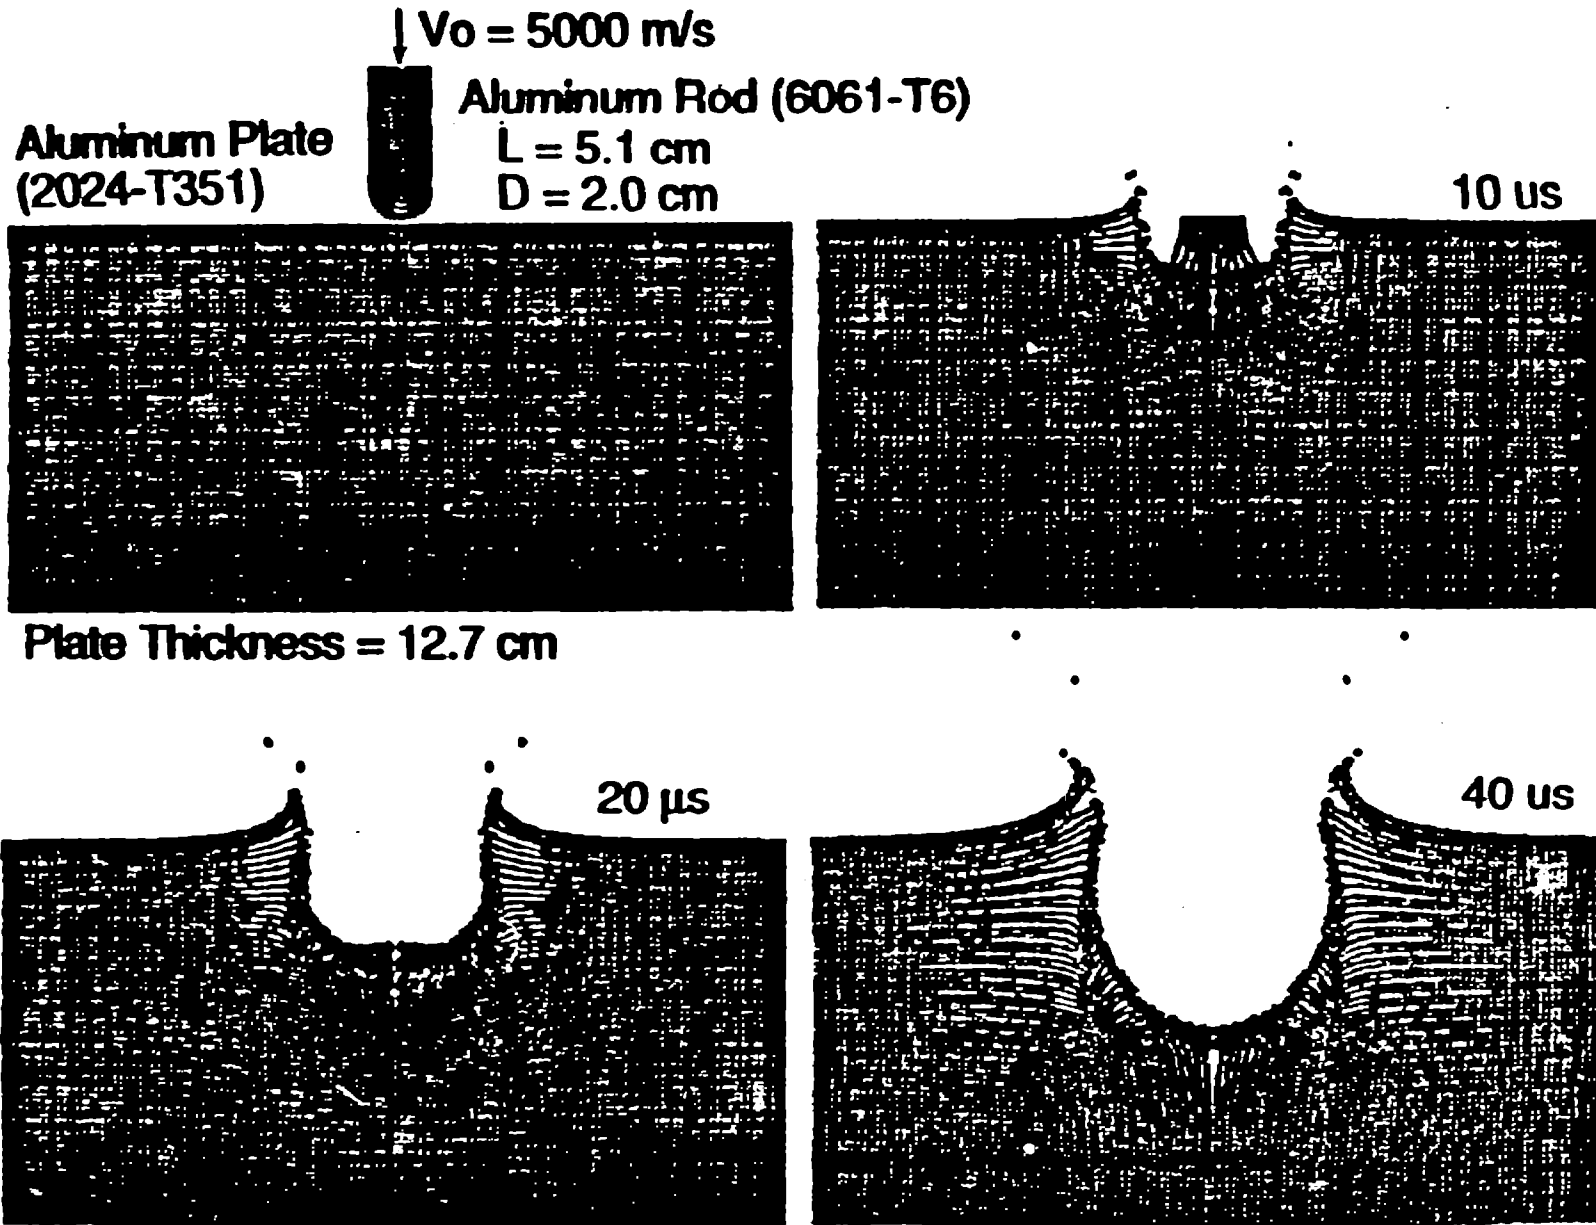 Vo = 5000 m/s
Aluminum Rod (6061-T6)
L = 5.1 cm
D = 2.0 cm
Aluminum Plate
(2024-T351)
10 us
Plate Thickness = 12.7 cm
20 μs
40 us